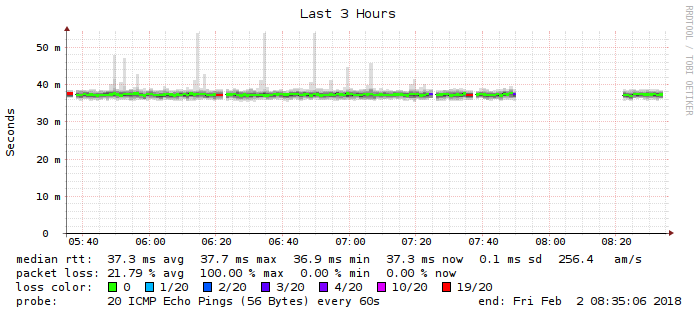 Last 3 Hours
RRDTOOL / TOBI OETIKER
Seconds
50 m
40 m
30 m
20 m
10 m
0
05:40 06:00 06:20 06:40 07:00 07:20 07:40 08:00 08:20
median rtt: 37.3 ms avg 37.7 ms max 36.9 ms min 37.3 ms now 0.1 ms sd 256.4 am/s
packet loss: 21.79 % avg 100.00 % max 0.00 % min 0.00 % now
loss color: 0 1/20 2/20 3/20 4/20 10/20 19/20
probe: 20 ICMP Echo Pings (56 Bytes) every 60s end: Fri Feb 2 08:35:06 2018